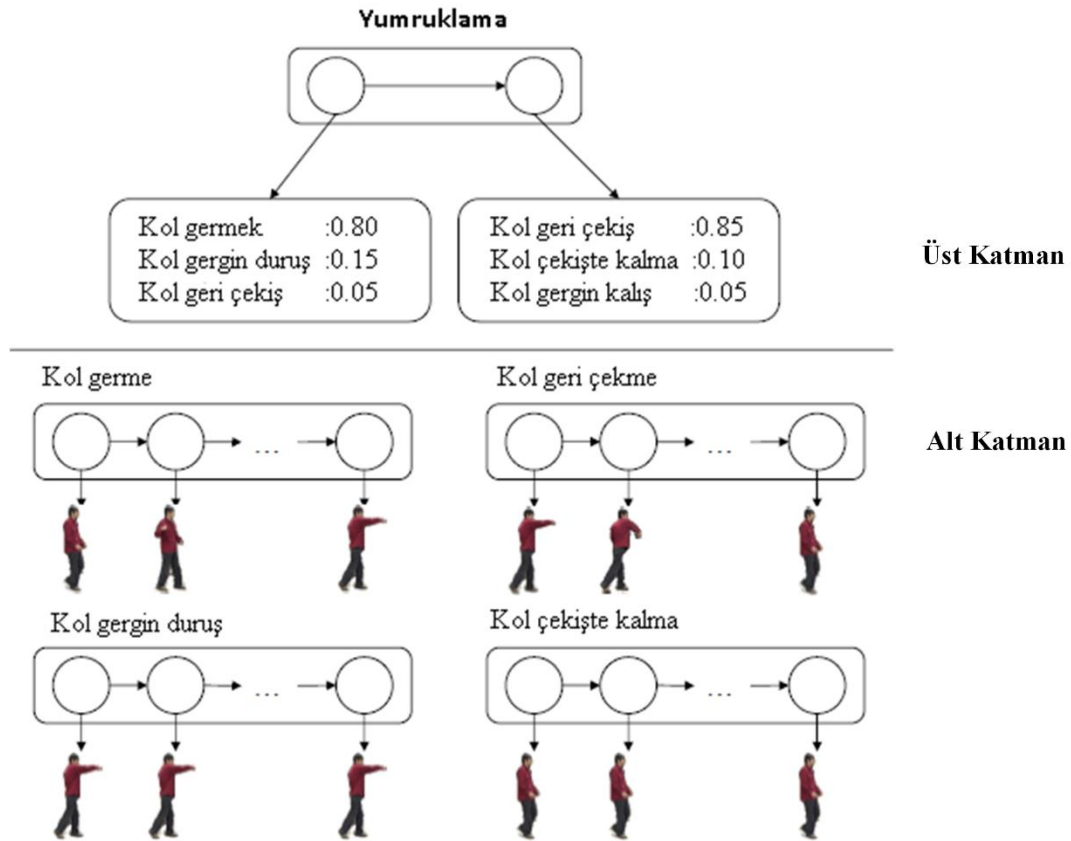 Yumruklama
Kol germek :0.80
Kol gergin duruş :0.15
Kol geri çekiş :0.05
Kol geri çekiş :0.85
Kol çekişte kalma :0.10
Kol gergin kalış :0.05
Üst Katman
Kol germe
Kol geri çekme
...
...
Alt Katman
Kol gergin duruş
Kol çekişte kalma
...
...